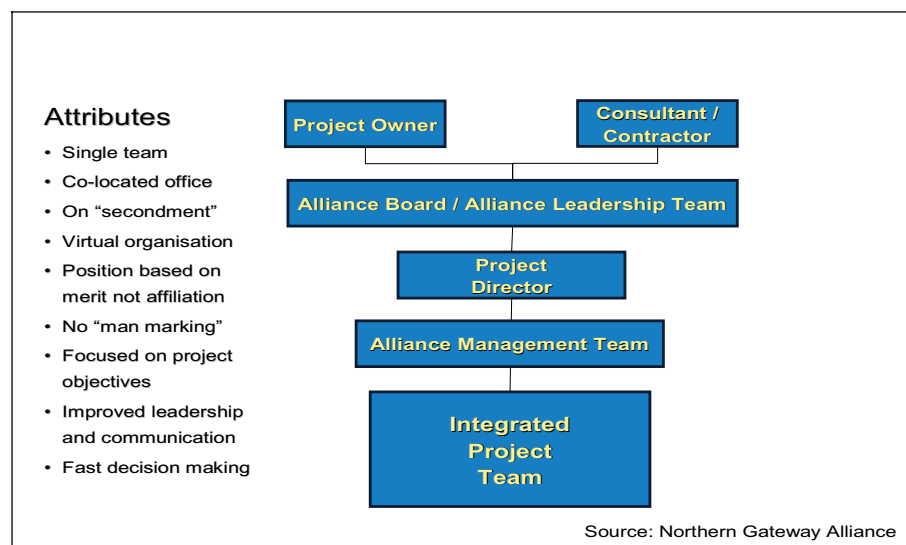 Attributes
• Single team
• Co-located office
• On “secondment”
• Virtual organisation
• Position based on
merit not affiliation
• No “man marking”
• Focused on project
objectives
• Improved leadership
and communication
• Fast decision making
Project Owner
Consultant /
Contractor
Alliance Board / Alliance Leadership Team
Project
Director
Alliance Management Team
Integrated
Project
Team
Source: Northern Gateway Alliance